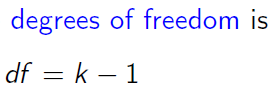 degrees of freedom is
df = k − 1